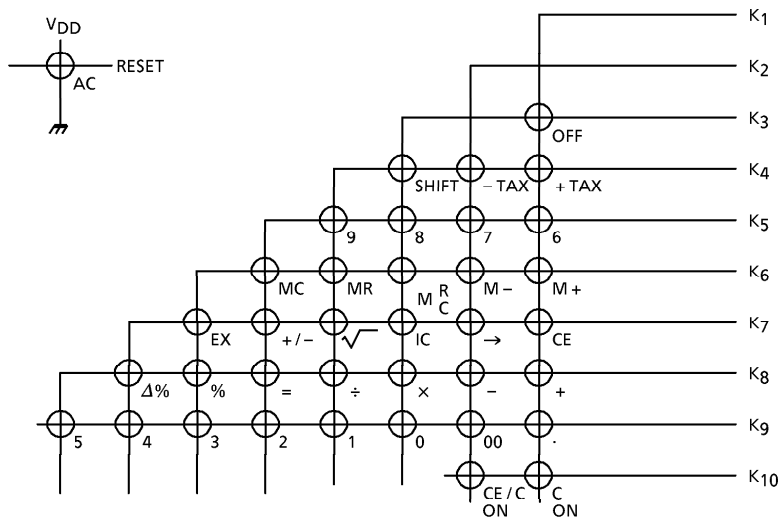 K1
VDD
RESET
AC
K2
K3
OFF
K4
SHIFT – TAX + TAX
K5
9 8 7 6
K6
MC MR M R C M – M +
K7
EX + / – √ IC → CE
K8
Δ% % = ÷ × – +
K9
5 4 3 2 1 0 00 .
K10
CE / C C
ON ON